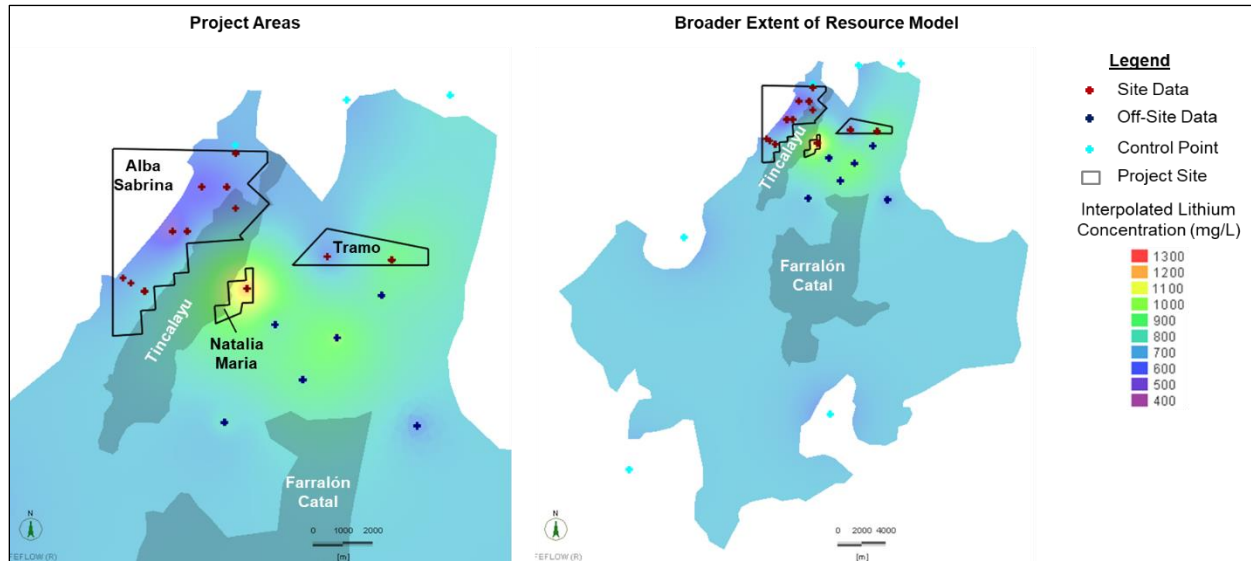 Project Areas
Broader Extent of Resource Model
Legend
Site Data
Off-Site Data
Control Point
Project Site
Interpolated Lithium
Concentration (mg/L)
1300
1200
1100
1000
900
800
700
600
500
400
Alba
Sabrina
Tramo
Tincalayu
Natalia
Maria
Farralón
Catal
N
0 1000 2000
[m]
FEFLOW (R)
Tincalayu
Farralón
Catal
N
0 2000 4000
[m]
FEFLOW (R)